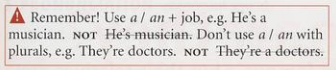 Remember! Use a / an + job, e.g. He's a
musician. NOT He's musician. Don't use a / an with
plurals, e.g. They're doctors. NOT They're a doctors.